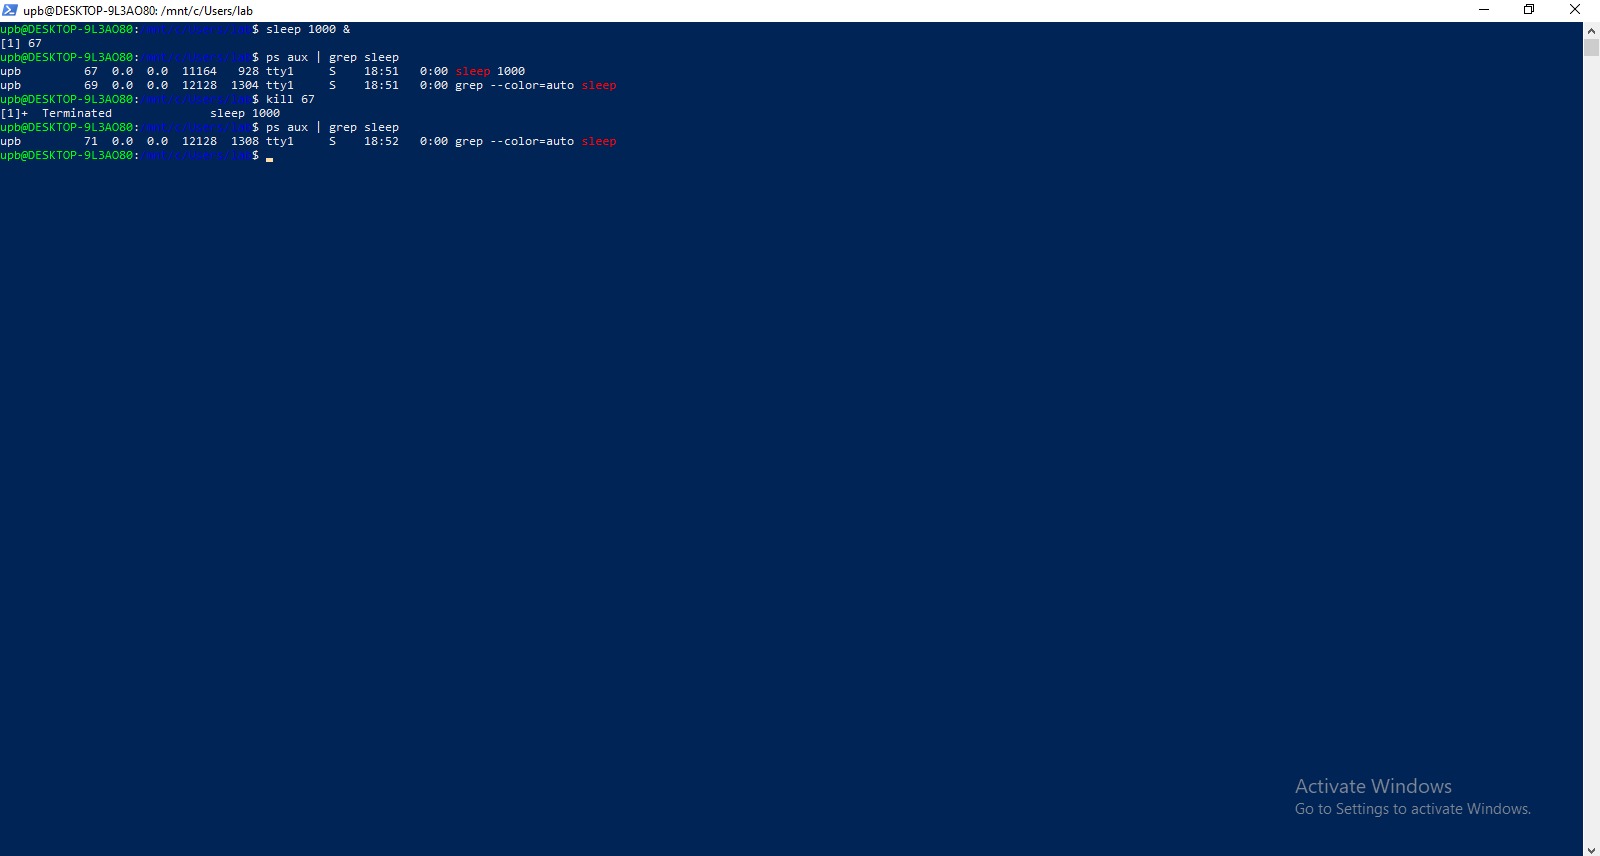 upb@DESKTOP-9L3AO80: /mnt/c/Users/lab
upb@DESKTOP-9L3AO80:/mnt/c/Users/lab$ sleep 1000 &
[1] 67
upb@DESKTOP-9L3AO80:/mnt/c/Users/lab$ ps aux | grep sleep
upb         67  0.0  0.0  11164   928 tty1     S    18:51   0:00 sleep 1000
upb         69  0.0  0.0  12128  1304 tty1     S    18:51   0:00 grep --color=auto sleep
upb@DESKTOP-9L3AO80:/mnt/c/Users/lab$ kill 67
[1]+  Terminated              sleep 1000
upb@DESKTOP-9L3AO80:/mnt/c/Users/lab$ ps aux | grep sleep
upb         71  0.0  0.0  12128  1308 tty1     S    18:52   0:00 grep --color=auto sleep
upb@DESKTOP-9L3AO80:/mnt/c/Users/lab$
Activate Windows
Go to Settings to activate Windows.